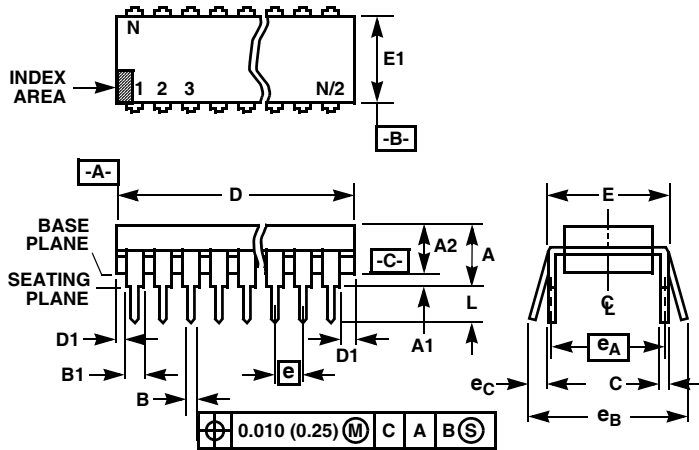 N
E1
INDEX
AREA
1 2 3 N/2
-B-
-A-
D
E
BASE
PLANE
A2
A
-C-
SEATING
PLANE
L
℄
D1
A1
D1
eA
B1
e
eC
C
B
eB
0.010 (0.25) Ⓜ C A B Ⓢ